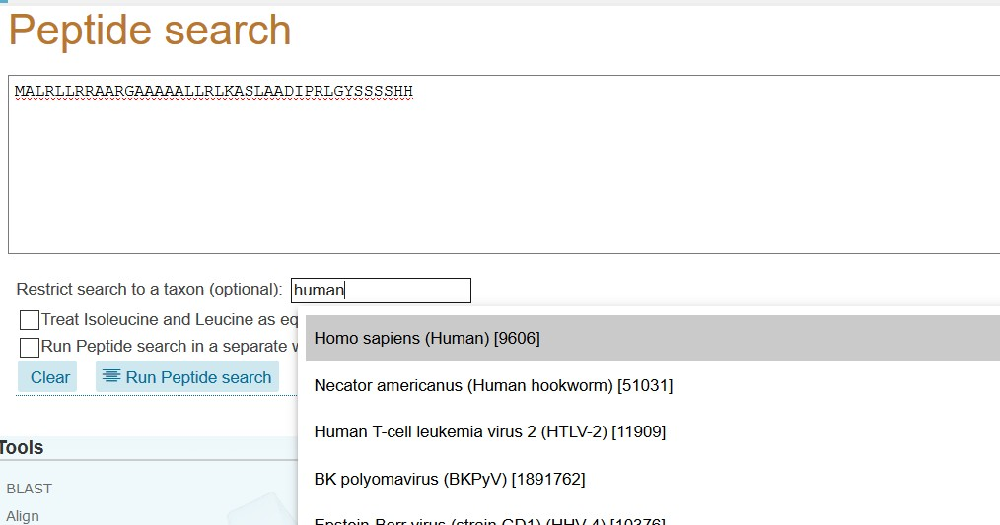 Peptide search
MALRLLRRAARGAAAAALLRLKASLAADIPRLGYSSSSHH
Restrict search to a taxon (optional): human
Treat Isoleucine and Leucine as eq
Run Peptide search in a separate w
Homo sapiens (Human) [9606]
Necator americanus (Human hookworm) [51031]
Human T-cell leukemia virus 2 (HTLV-2) [11909]
BK polyomavirus (BKPyV) [1891762]
Epstein-Barr virus (strain GD1) (HHV-4) [10376]
Clear
Run Peptide search
Tools
BLAST
Align